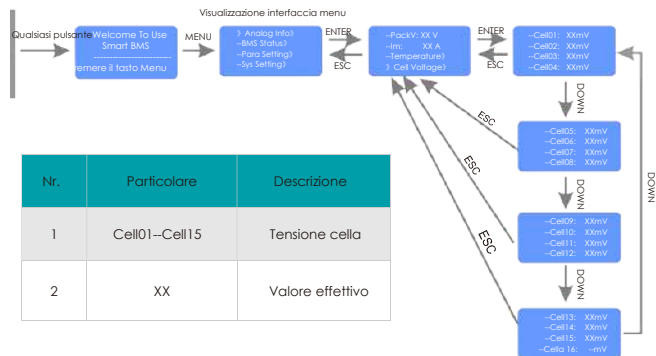 Visualizzazione interfaccia menu
Qualsiasi pulsante
Welcome To Use
Smart BMS
----------------------
remere il tasto Menu
MENU
》Analog Info》
--BMS Status》
--Para Setting》
--Sys Setting》
ENTER
ESC
--PackV: XX V
--Im: XX A
--Temperature》
》Cell Voltage》
ENTER
ESC
--Cell01: XXmV
--Cell02: XXmV
--Cell03: XXmV
--Cell04: XXmV
DOWN
ESC
--Cell05: XXmV
--Cell06: XXmV
--Cell07: XXmV
--Cell08: XXmV
DOWN
ESC
--Cell09: XXmV
--Cell10: XXmV
--Cell11: XXmV
--Cell12: XXmV
DOWN
ESC
--Cell13: XXmV
--Cell14: XXmV
--Cell15: XXmV
--Cella 16: --mV
DOWN
Nr. Particolare Descrizione
1 Cell01--Cell15 Tensione cella
2 XX Valore effettivo